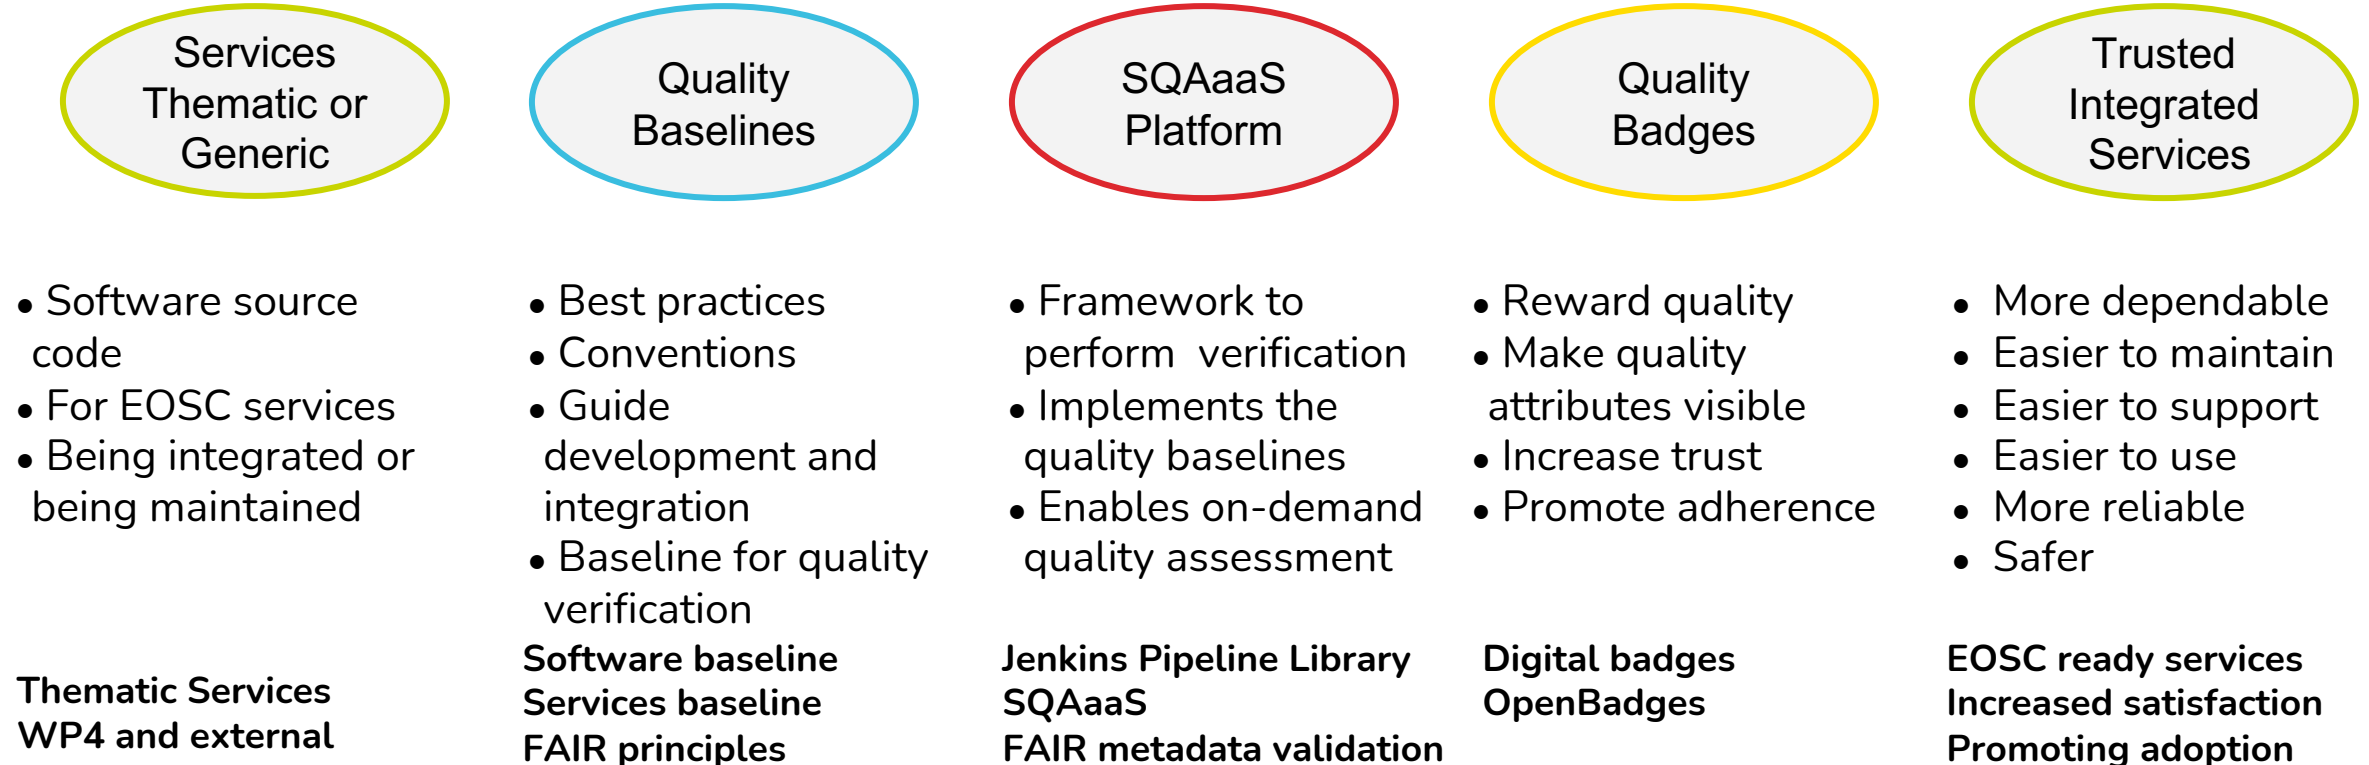 Services
Thematic or
Generic
Quality
Baselines
SQAaaS
Platform
Quality
Badges
Trusted
Integrated
Services
• Software source
code
• For EOSC services
• Being integrated or
being maintained
Thematic Services
WP4 and external
• Best practices
• Conventions
• Guide
development and
integration
• Baseline for quality
verification
Software baseline
Services baseline
FAIR principles
• Framework to
perform verification
• Implements the
quality baselines
• Enables on-demand
quality assessment
Jenkins Pipeline Library
SQAaaS
FAIR metadata validation
• Reward quality
• Make quality
attributes visible
• Increase trust
• Promote adherence
Digital badges
OpenBadges
• More dependable
• Easier to maintain
• Easier to support
• Easier to use
• More reliable
• Safer
EOSC ready services
Increased satisfaction
Promoting adoption